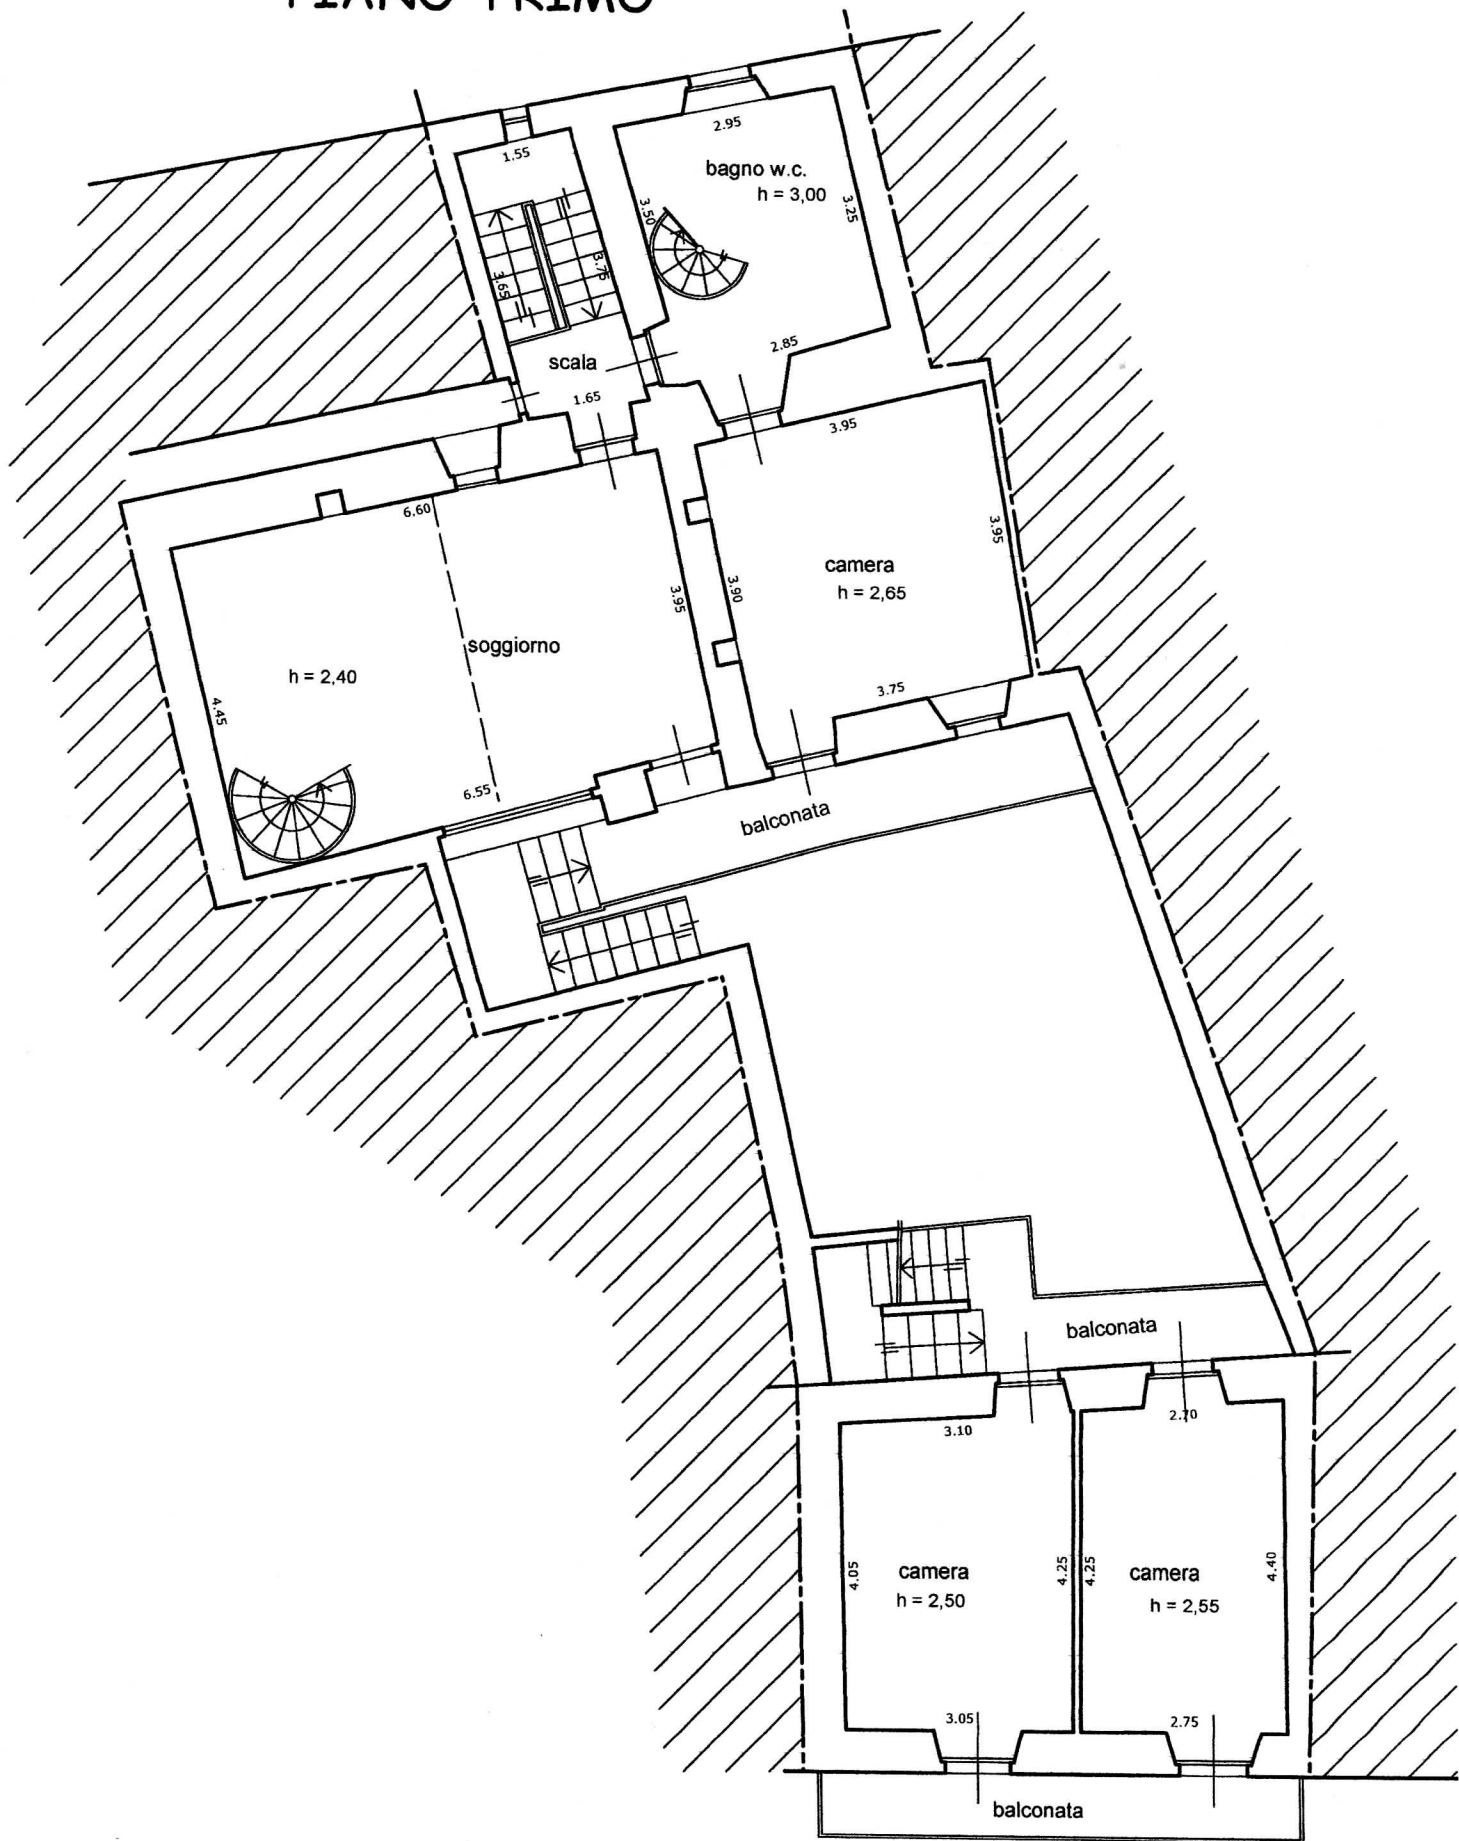 PIANO PRIMO
2.95
1.55
bagno w.c.
h = 3,00
3.50
3.25
3.65
3.75
scala
2.85
1.65
3.95
6.60
3.95
camera
h = 2,65
3.95
3.90
soggiorno
h = 2,40
3.75
4.45
6.55
balconata
balconata
3.10
2.70
4.05
camera
h = 2,50
4.25
4.25
camera
h = 2,55
4.40
3.05
2.75
balconata